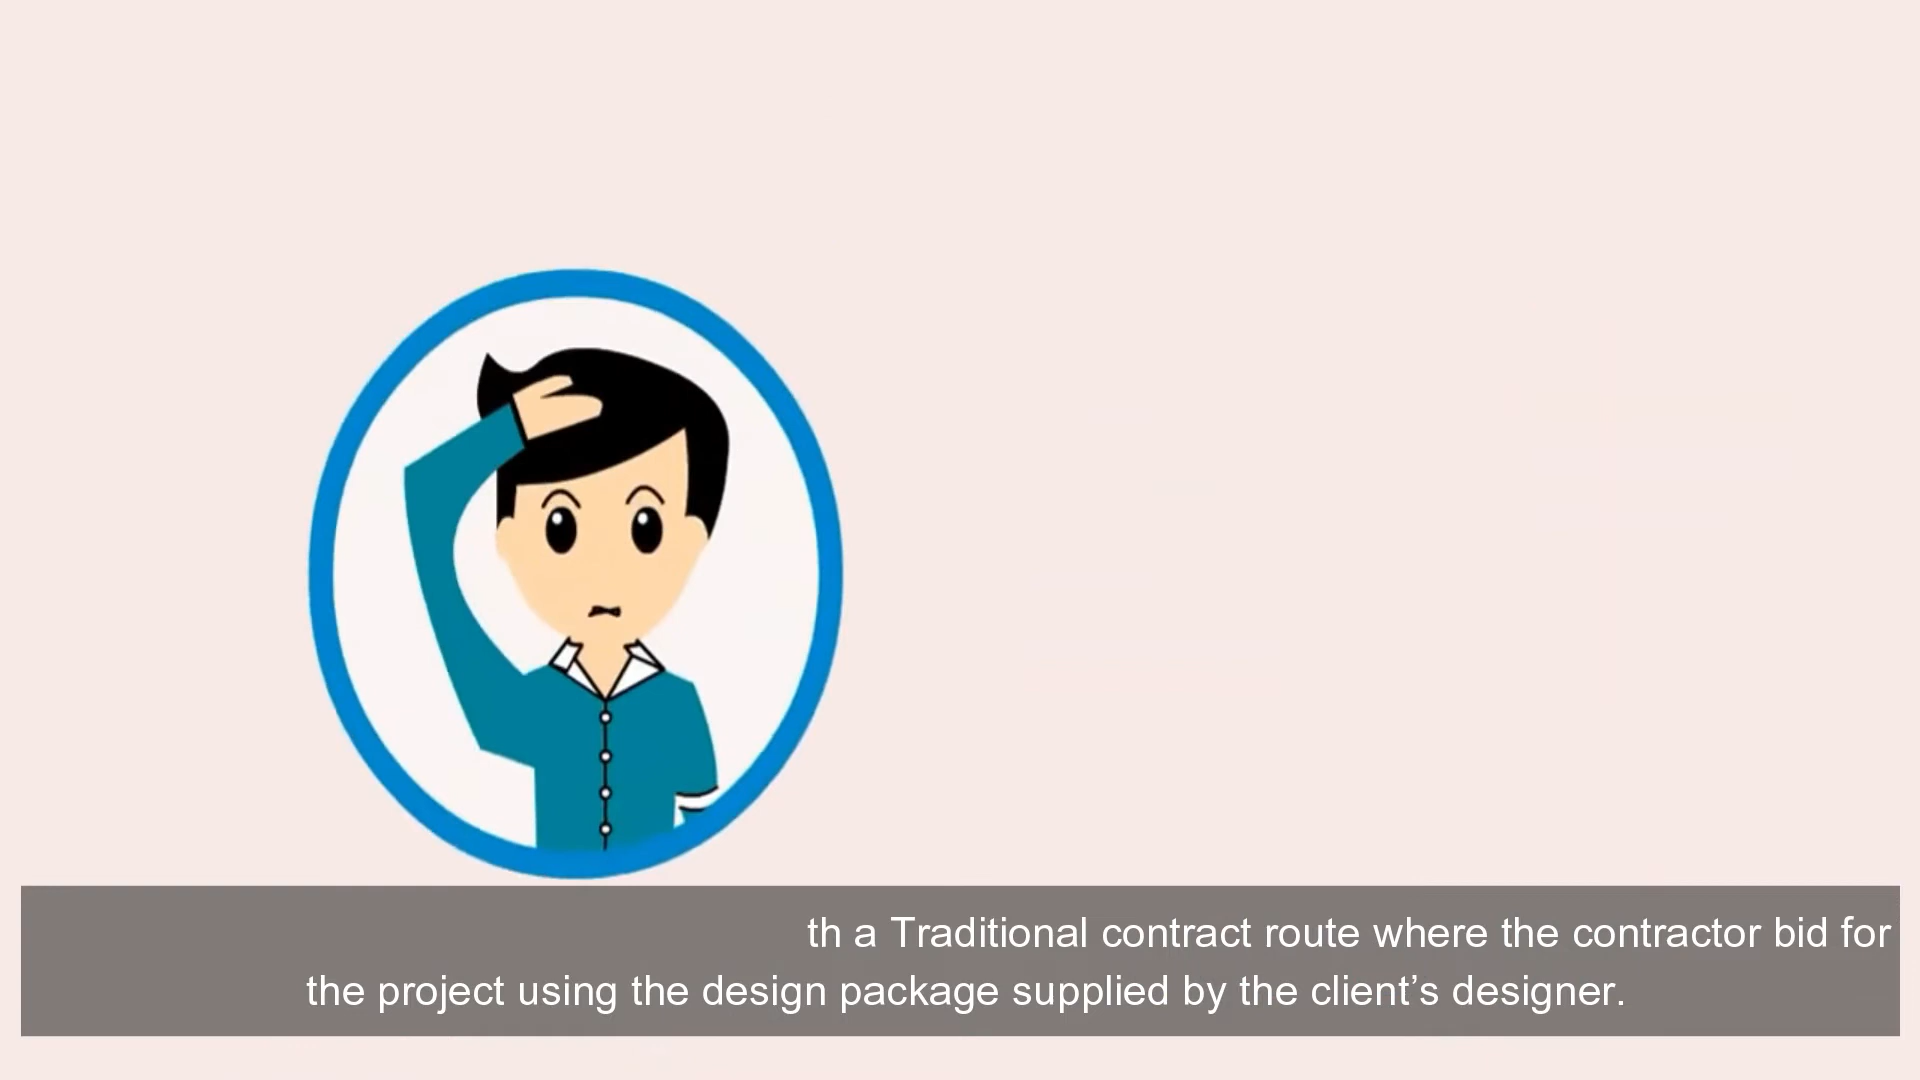 th a Traditional contract route where the contractor bid for
the project using the design package supplied by the client’s designer.